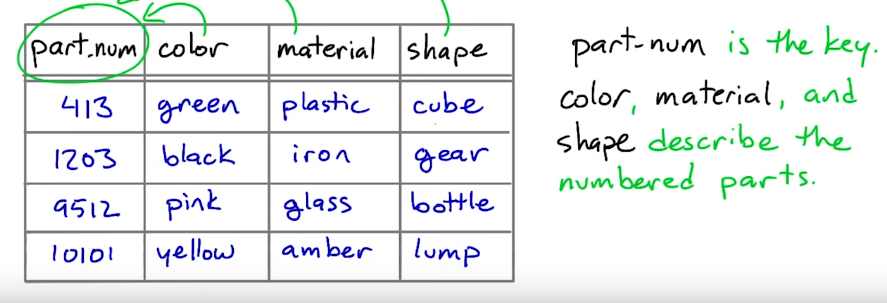 part-num color material shape
413 green plastic cube
1203 black iron gear
9512 pink glass bottle
10101 yellow amber lump
part-num is the key.
color, material, and
shape describe the
numbered parts.